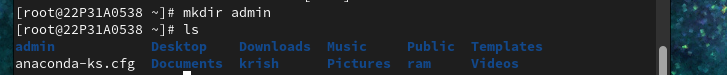 [root@22P31A0538 ~]# mkdir admin
[root@22P31A0538 ~]# ls
admin Desktop Downloads Music Public Templates
anaconda-ks.cfg Documents krish Pictures ram Videos